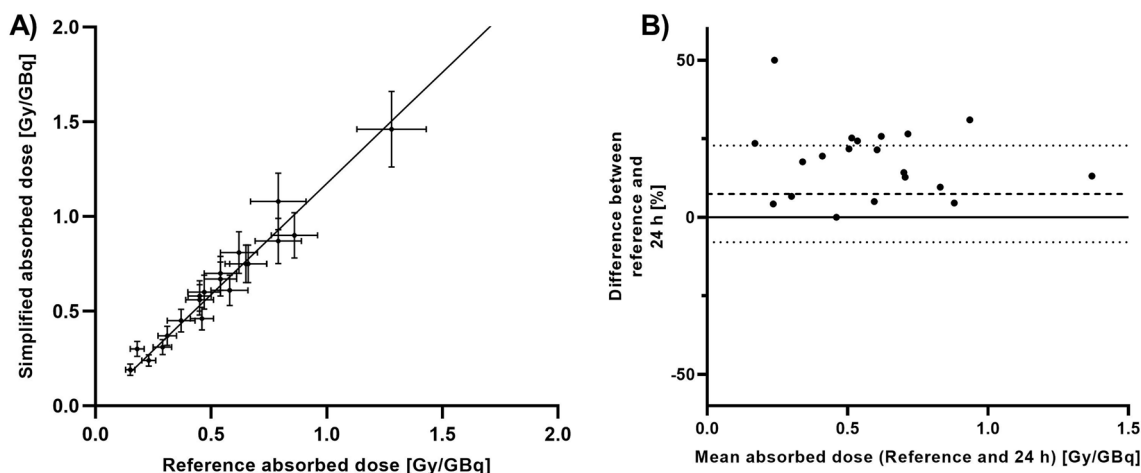 A)
Simplified absorbed dose [Gy/GBq]
2.0
1.5
1.0
0.5
0.0
0.0 0.5 1.0 1.5 2.0
Reference absorbed dose [Gy/GBq]
B)
Difference between
reference and
24 h [%]
50
0
-50
0.0 0.5 1.0 1.5
Mean absorbed dose (Reference and 24 h) [Gy/GBq]